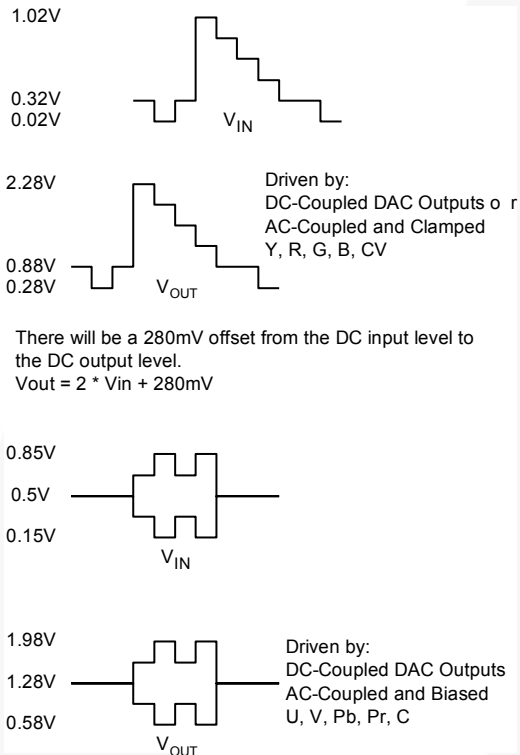 1.02V
0.32V
0.02V
VIN
2.28V
0.88V
0.28V
VOUT
Driven by:
DC-Coupled DAC Outputs o r
AC-Coupled and Clamped
Y, R, G, B, CV
There will be a 280mV offset from the DC input level to
the DC output level.
Vout = 2 * Vin + 280mV
0.85V
0.5V
0.15V
VIN
1.98V
1.28V
0.58V
VOUT
Driven by:
DC-Coupled DAC Outputs
AC-Coupled and Biased
U, V, Pb, Pr, C